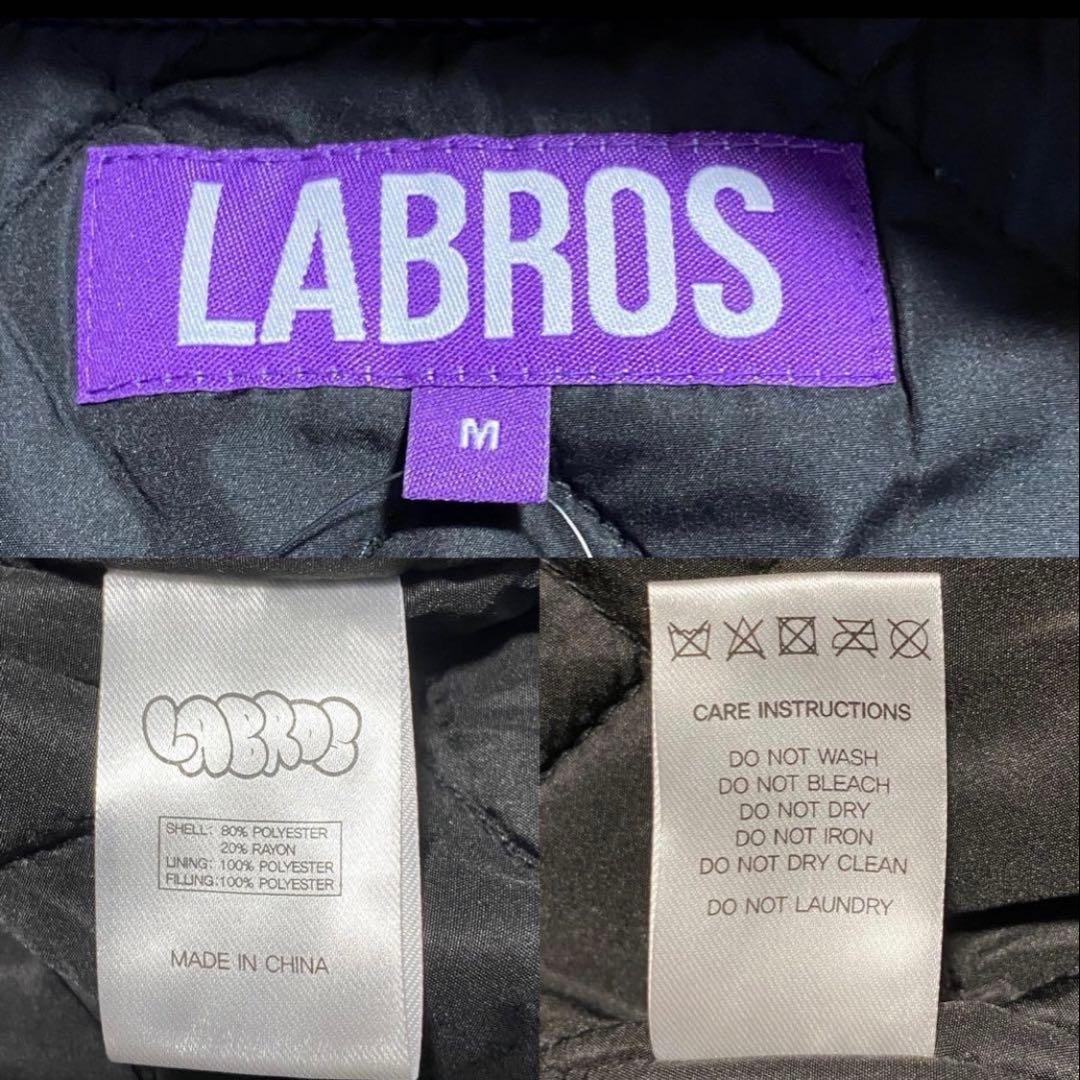 LABROS
M
LABROS
SHELL: 80% POLYESTER
20% RAYON
LINING: 100% POLYESTER
FILLING:100% POLYESTER
MADE IN CHINA
CARE INSTRUCTIONS
DO NOT WASH
DO NOT BLEACH
DO NOT DRY
DO NOT IRON
DO NOT DRY CLEAN
DO NOT LAUNDRY